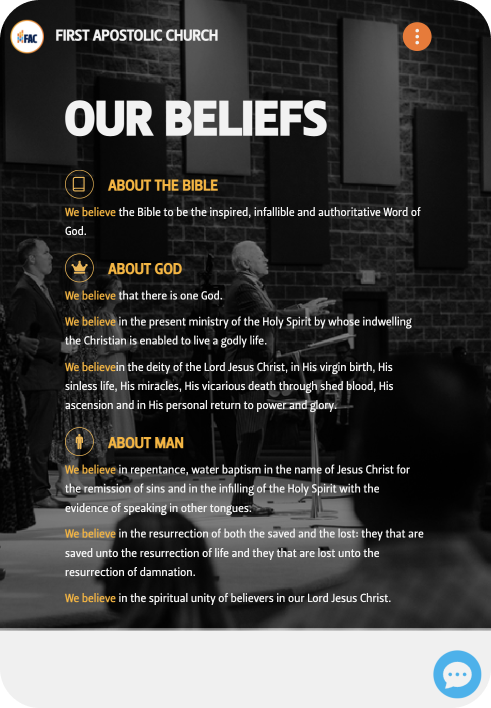 FAC
FIRST APOSTOLIC CHURCH
OUR BELIEFS
ABOUT THE BIBLE
We believe the Bible to be the inspired, infallible and authoritative Word of
God.
ABOUT GOD
We believe that there is one God.
We believe in the present ministry of the Holy Spirit by whose indwelling
the Christian is enabled to live a godly life.
We believein the deity of the Lord Jesus Christ, in His virgin birth, His
sinless life, His miracles, His vicarious death through shed blood, His
ascension and in His personal return to power and glory.
ABOUT MAN
We believe in repentance, water baptism in the name of Jesus Christ for
the remission of sins and in the infilling of the Holy Spirit with the
evidence of speaking in other tongues.
We believe in the resurrection of both the saved and the lost: they that are
saved unto the resurrection of life and they that are lost unto the
resurrection of damnation.
We believe in the spiritual unity of believers in our Lord Jesus Christ.